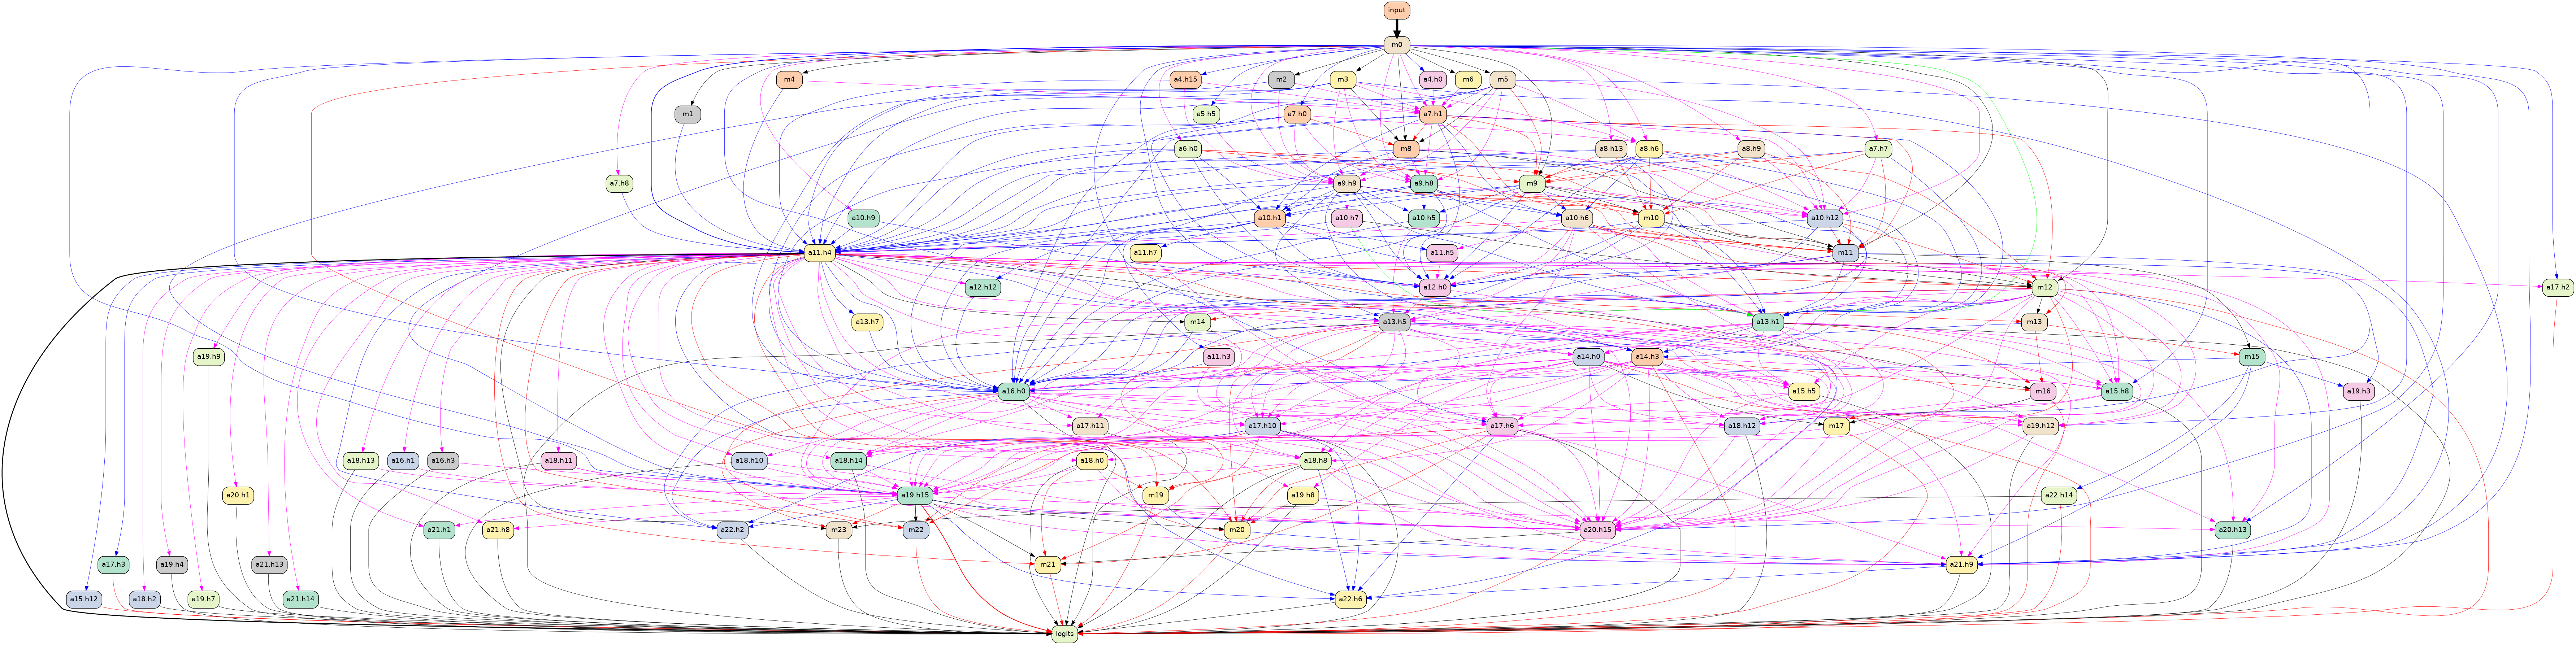 input
m0
m4 a4.h15 m2 m3 a4.h0 m6 m5
m1 a5.h5 a7.h0 a7.h1
a6.h0 m8 a8.h13 a8.h6 a8.h9 a7.h7
a7.h8 a9.h9 a9.h8 m9
a10.h9 a10.h1 a10.h7 a10.h5 a10.h6 m10 a10.h12
a11.h4 a11.h7 a11.h5 m11
a12.h12 a12.h0 m12 a17.h2
a13.h7 m14 a13.h5 a13.h1 m13
a19.h9 a11.h3 a14.h0 a14.h3 m15
a16.h0 a15.h5 m16 a15.h8 a19.h3
a17.h11 a17.h10 a17.h6 a18.h12 m17 a19.h12
a18.h13 a16.h1 a16.h3 a18.h11 a18.h10 a18.h14 a18.h0 a18.h8
a20.h1 a19.h15 m19 a19.h8 a22.h14
a21.h1 a21.h8 a22.h2 m23 m22 m20 a20.h15 a20.h13
a17.h3 a19.h4 a21.h13 m21 a21.h9
a15.h12 a18.h2 a19.h7 a21.h14 a22.h6
logits